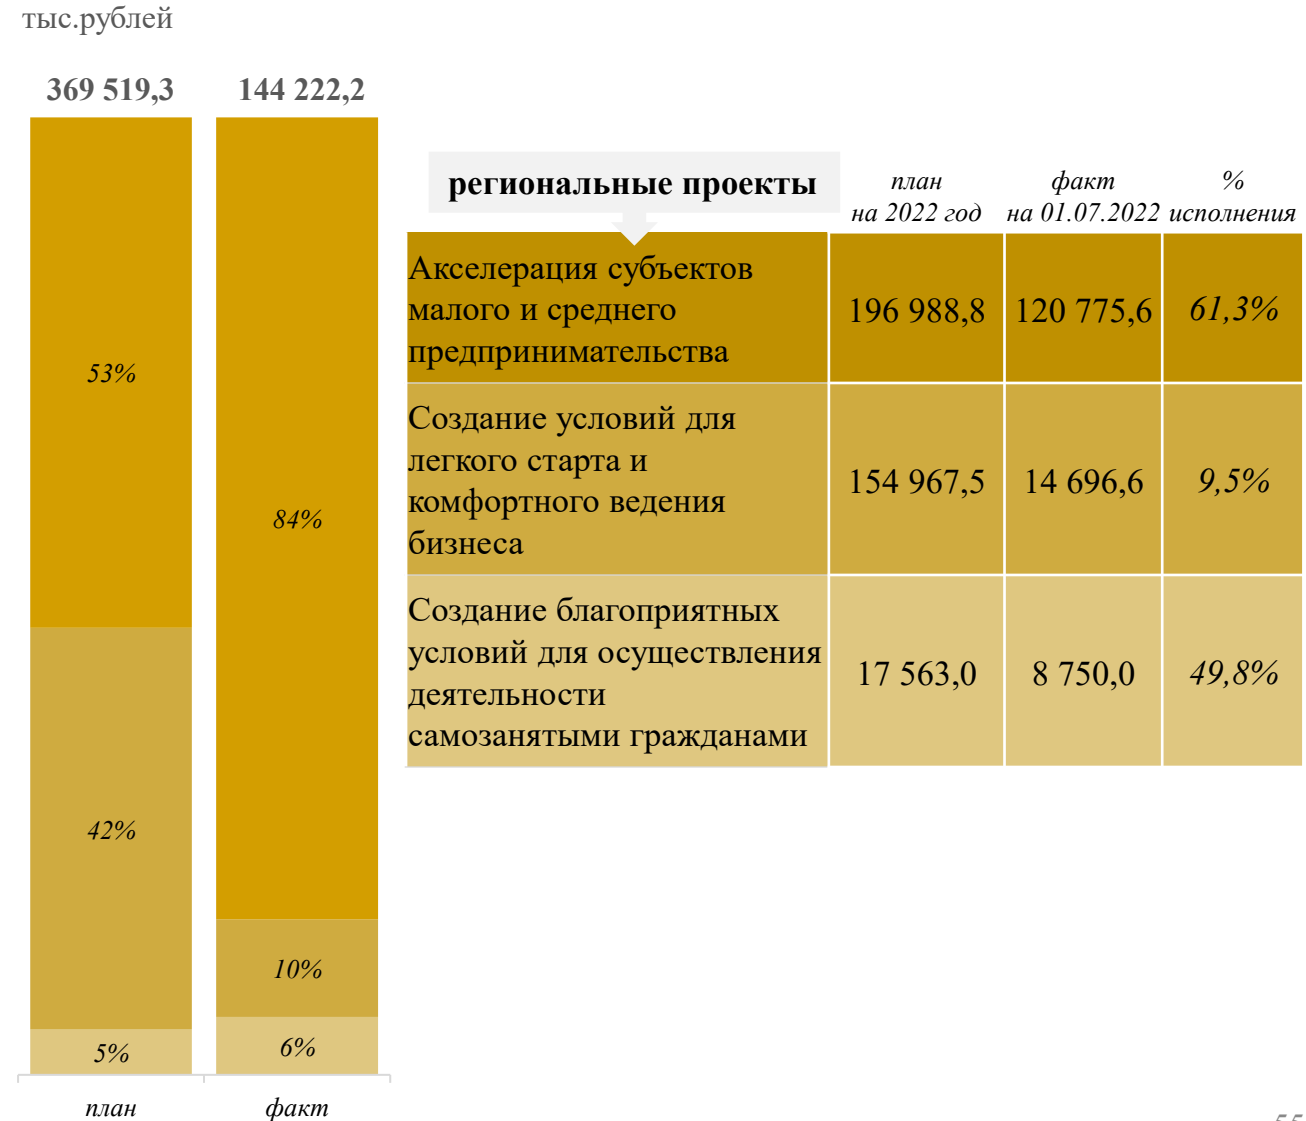 тыс.рублей
369 519,3
144 222,2
53%
42%
5%
84%
10%
6%
план
факт
региональные проекты
план
на 2022 год
факт
на 01.07.2022
%
исполнения
Акселерация субъектов
малого и среднего
предпринимательства
196 988,8
120 775,6
61,3%
Создание условий для
легкого старта и
комфортного ведения
бизнеса
154 967,5
14 696,6
9,5%
Создание благоприятных
условий для осуществления
деятельности
самозанятыми гражданами
17 563,0
8 750,0
49,8%